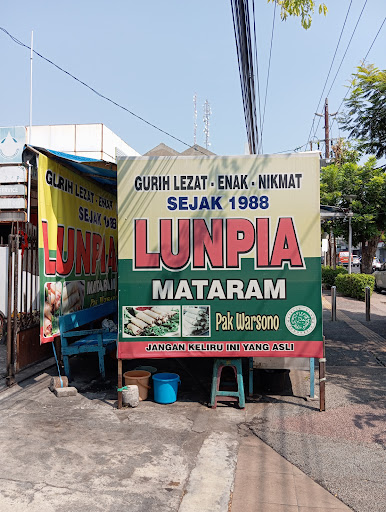 GURIH LEZAT - ENAK - NIKMAT
SEJAK 1988
LUNPIA
MATARAM
Pak Warsono
JANGAN KELIRU INI YANG ASLI
GURIH LEZAT - ENAK
SEJAK 198
LUNPIA
MATARAM